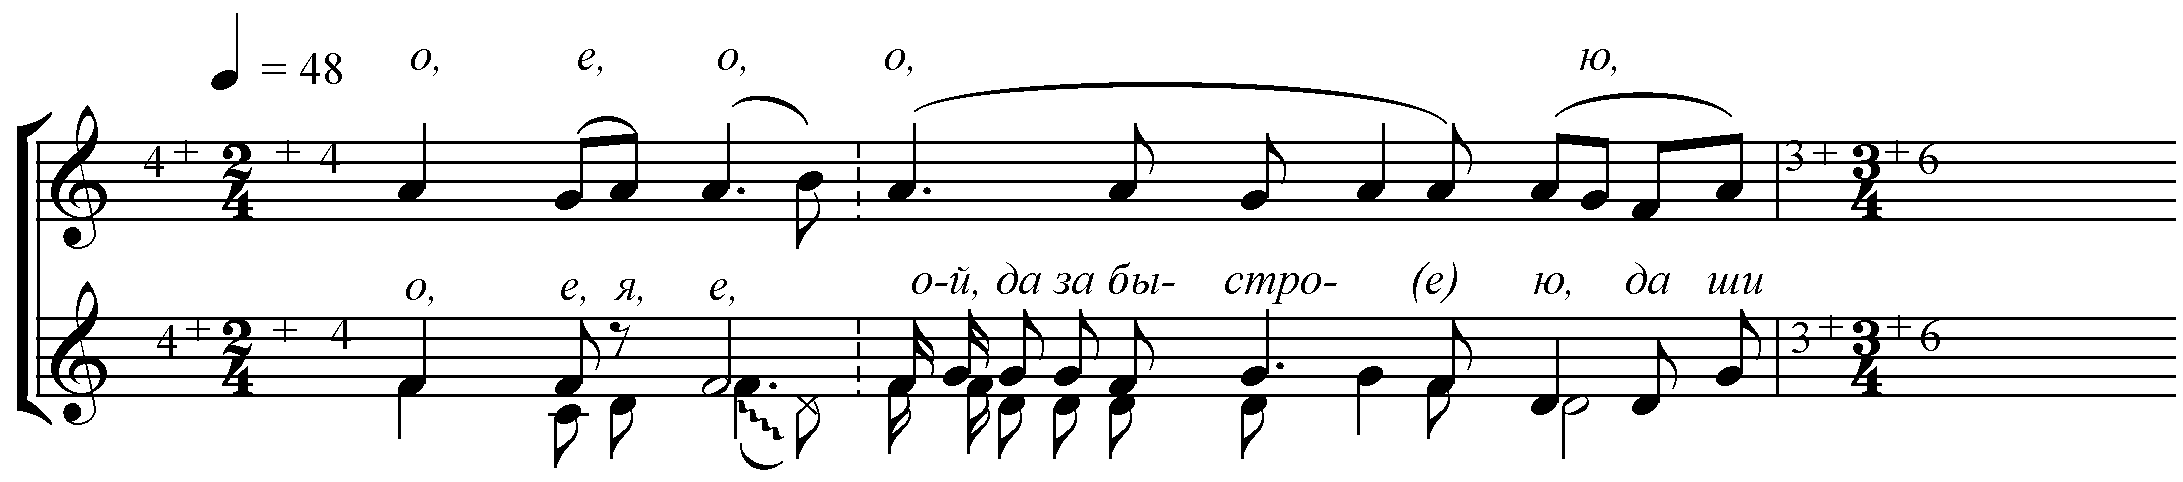 о, е, о, о, ю,
= 48
4 + 2/4 + 4 3 + 3/4 + 6
о, е, я, е, о-й, да за бы- стро- (е) ю, да ши
4 + 2/4 + 4 3 + 3/4 + 6